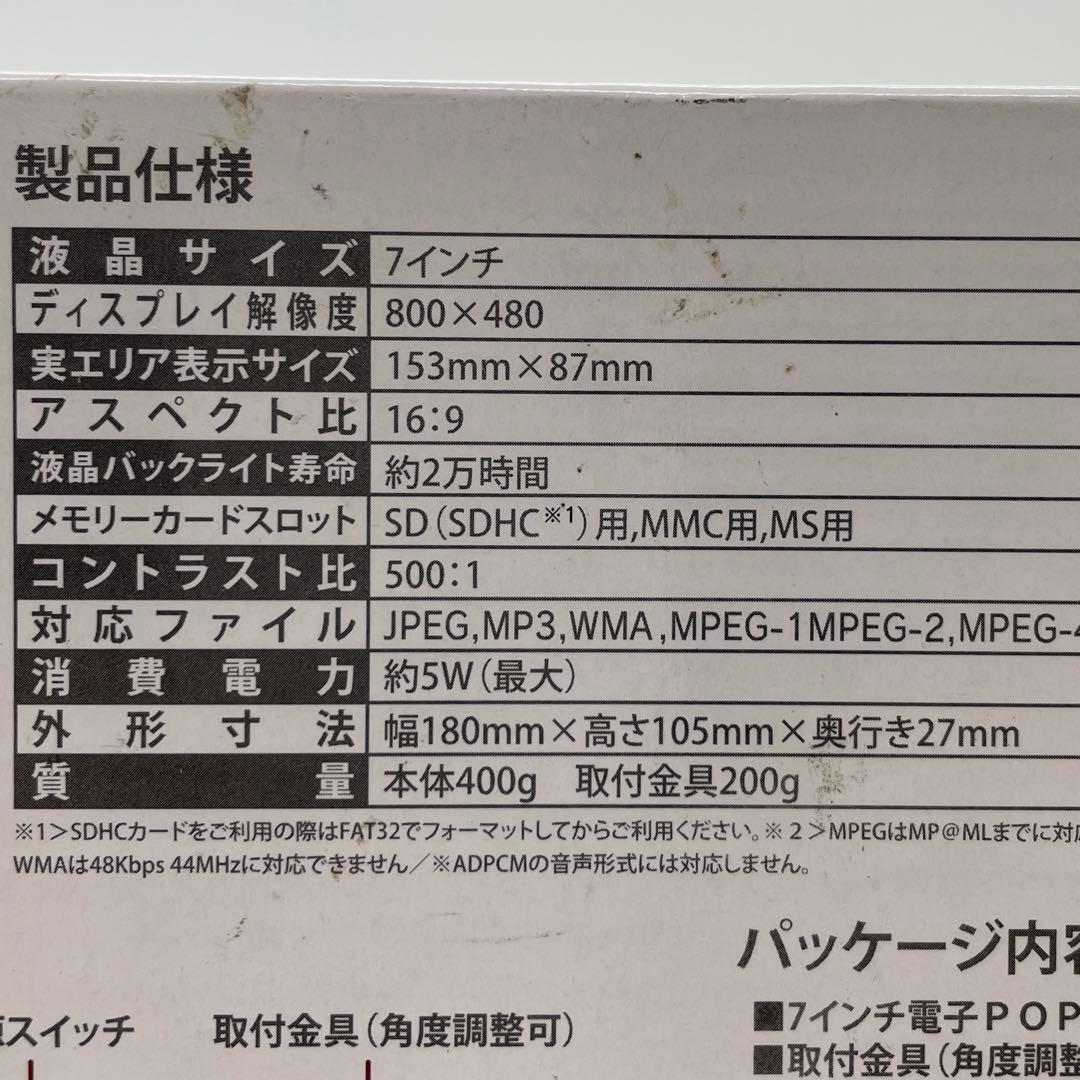 製品仕様
液晶サイズ 7インチ
ディスプレイ解像度 800×480
実エリア表示サイズ 153mm×87mm
アスペクト比 16:9
液晶バックライト寿命 約2万時間
メモリーカードスロット SD(SDHC※1)用,MMC用,MS用
コントラスト比 500:1
対応ファイル JPEG,MP3,WMA,MPEG-1MPEG-2,MPEG-4
消費電力 約5W(最大)
外形寸法 幅180mm×高さ105mm×奥行き27mm
質量 本体400g 取付金具200g
※1>SDHCカードをご利用の際はFAT32でフォーマットしてからご利用ください。※2>MPEGはMP@MLまでに対応
WMAは48Kbps 44MHzに対応できません/※ADPCMの音声形式には対応しません。
パッケージ内容
スイッチ 取付金具(角度調整可)
■7インチ電子POP
■取付金具(角度調整